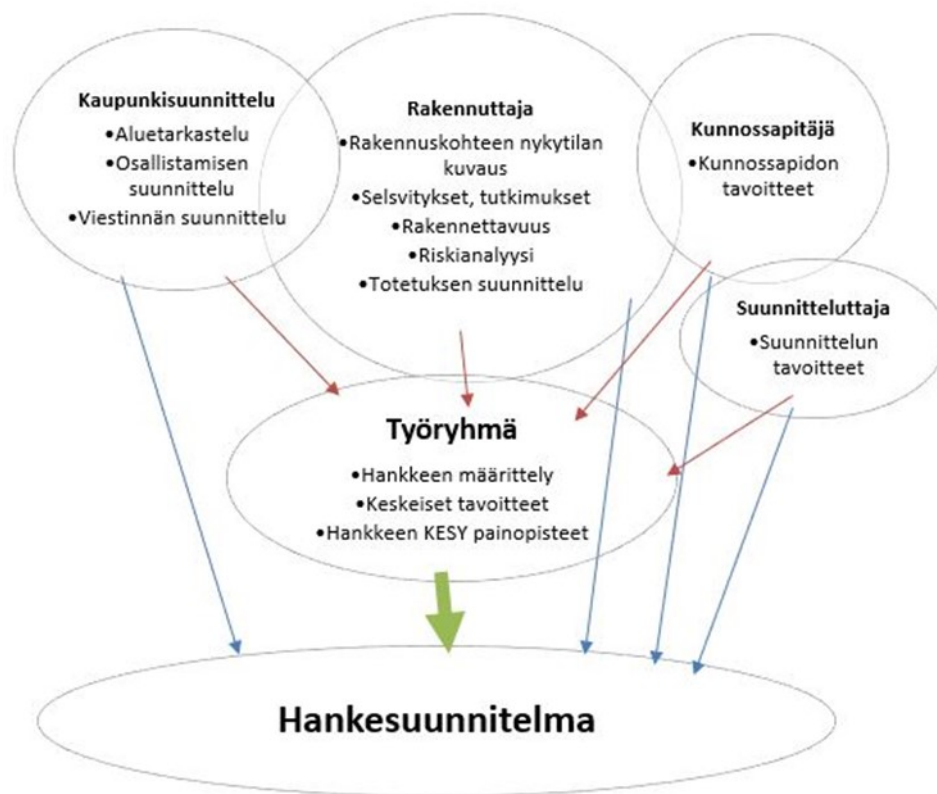 Kaupunkisuunnittelu
•Aluetarkastelu
•Osallistamisen
suunnittelu
•Viestinnän suunnittelu
Rakennuttaja
•Rakennuskohteen nykytilan
kuvaus
•Selsvitykset, tutkimukset
•Rakennettavuus
•Riskianalyysi
•Totetuksen suunnittelu
Kunnossapitäjä
•Kunnossapidon
tavoitteet
Suunnitteluttaja
•Suunnittelun
tavoitteet
Työryhmä
•Hankkeen määrittely
•Keskeiset tavoitteet
•Hankkeen KESY painopisteet
Hankesuunnitelma